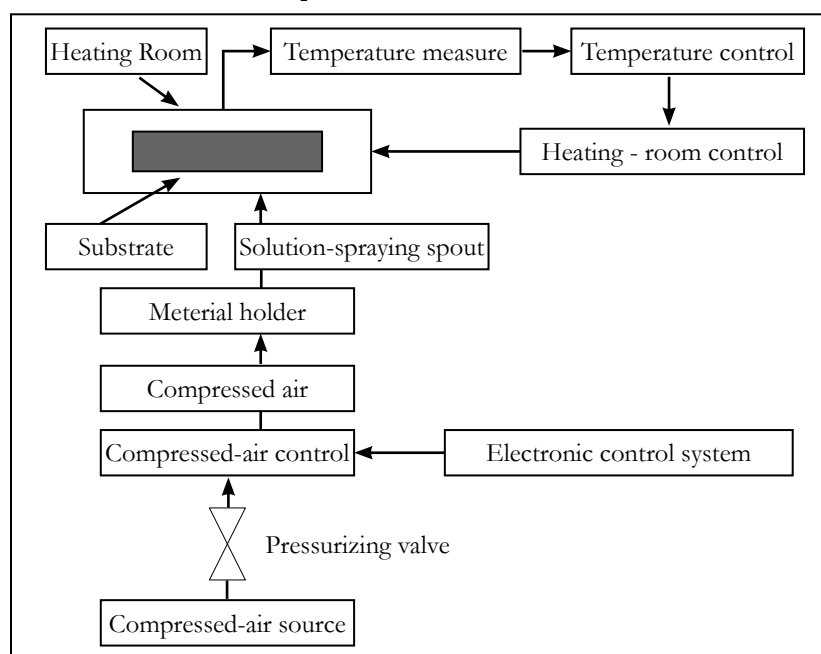 Heating Room
Temperature measure
Temperature control
Heating - room control
Substrate
Solution-spraying spout
Meterial holder
Compressed air
Compressed-air control
Electronic control system
Pressurizing valve
Compressed-air source